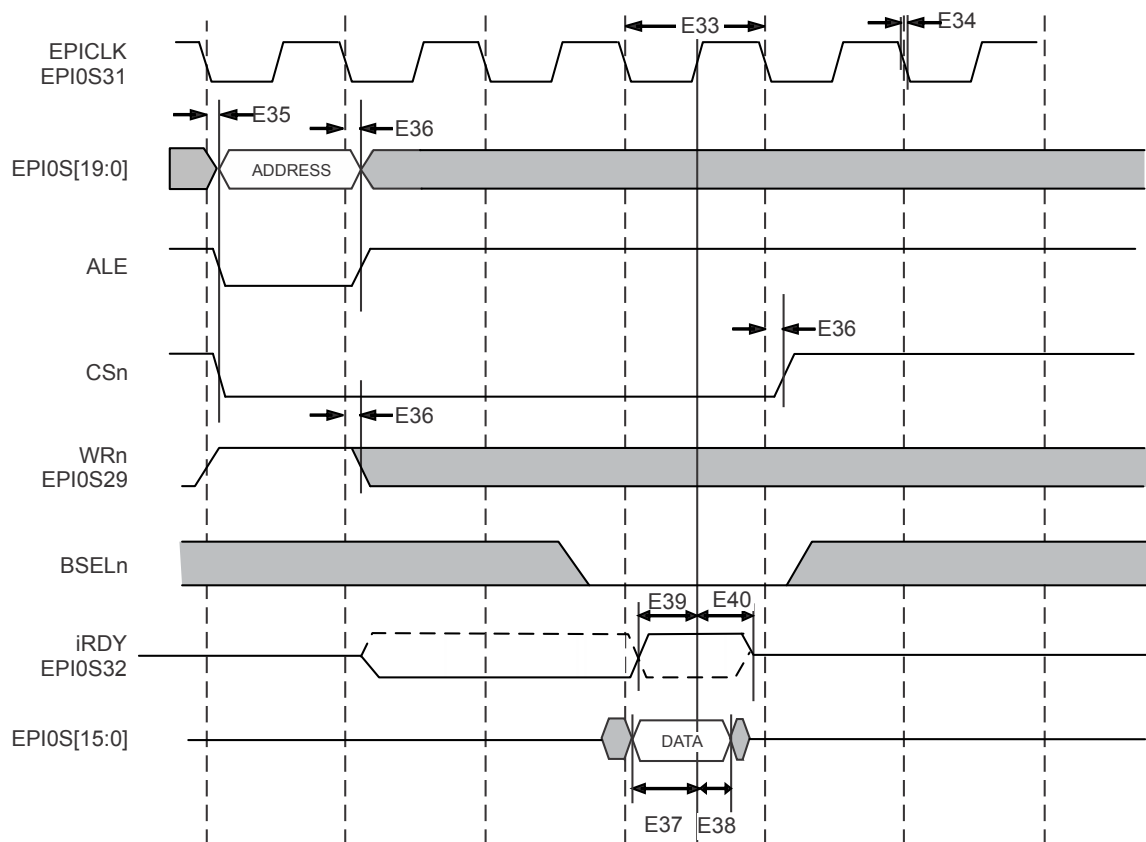 E33
E34
EPICLK
EPI0S31
E35
E36
EPI0S[19:0]
ADDRESS
ALE
E36
CSn
E36
WRn
EPI0S29
BSELn
E39
E40
iRDY
EPI0S32
EPI0S[15:0]
DATA
E37
E38